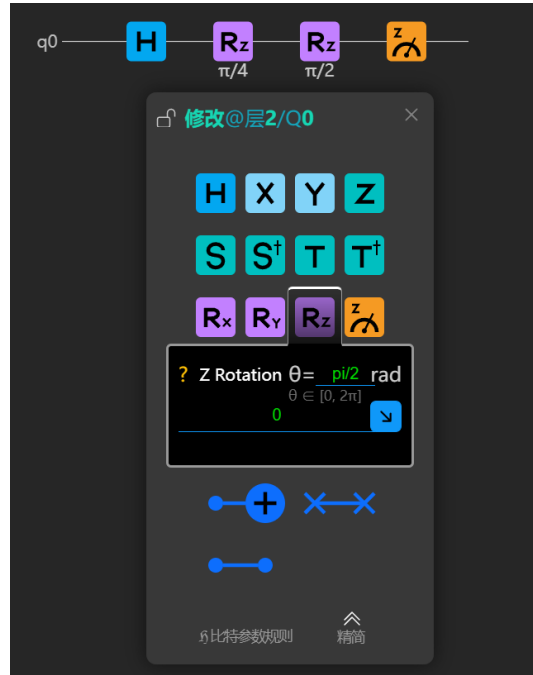 q0 H Rz Rz z
π/4 π/2
修改@层2/Q0 ×
H X Y Z
S S† T T†
Rx RY Rz z
? Z Rotation θ= pi/2 rad
θ ∈ [0, 2π]
0
ℌ比特参数规则 精简